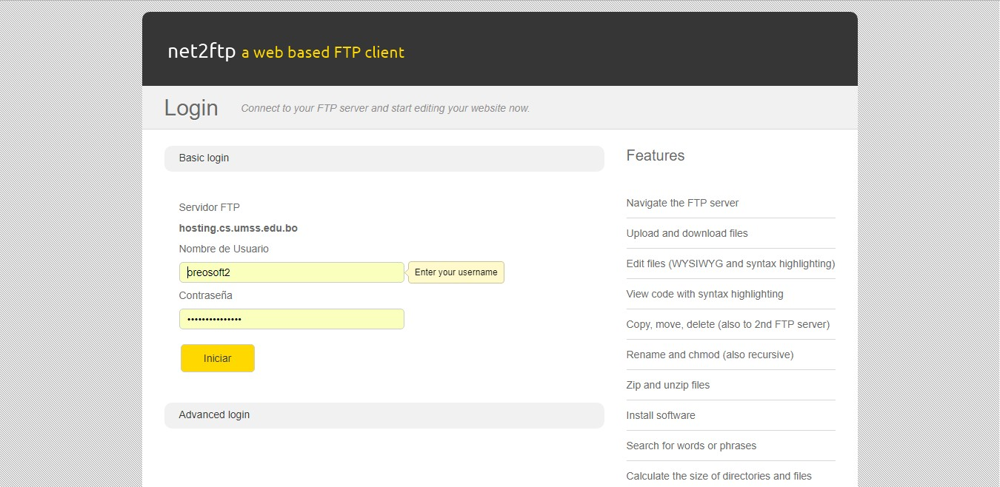 net2ftp a web based FTP client
Login Connect to your FTP server and start editing your website now.
Basic login
Servidor FTP
hosting.cs.umss.edu.bo
Nombre de Usuario
preosoft2 Enter your username
Contraseña
•••••••••••••••
Iniciar
Advanced login
Features
Navigate the FTP server
Upload and download files
Edit files (WYSIWYG and syntax highlighting)
View code with syntax highlighting
Copy, move, delete (also to 2nd FTP server)
Rename and chmod (also recursive)
Zip and unzip files
Install software
Search for words or phrases
Calculate the size of directories and files